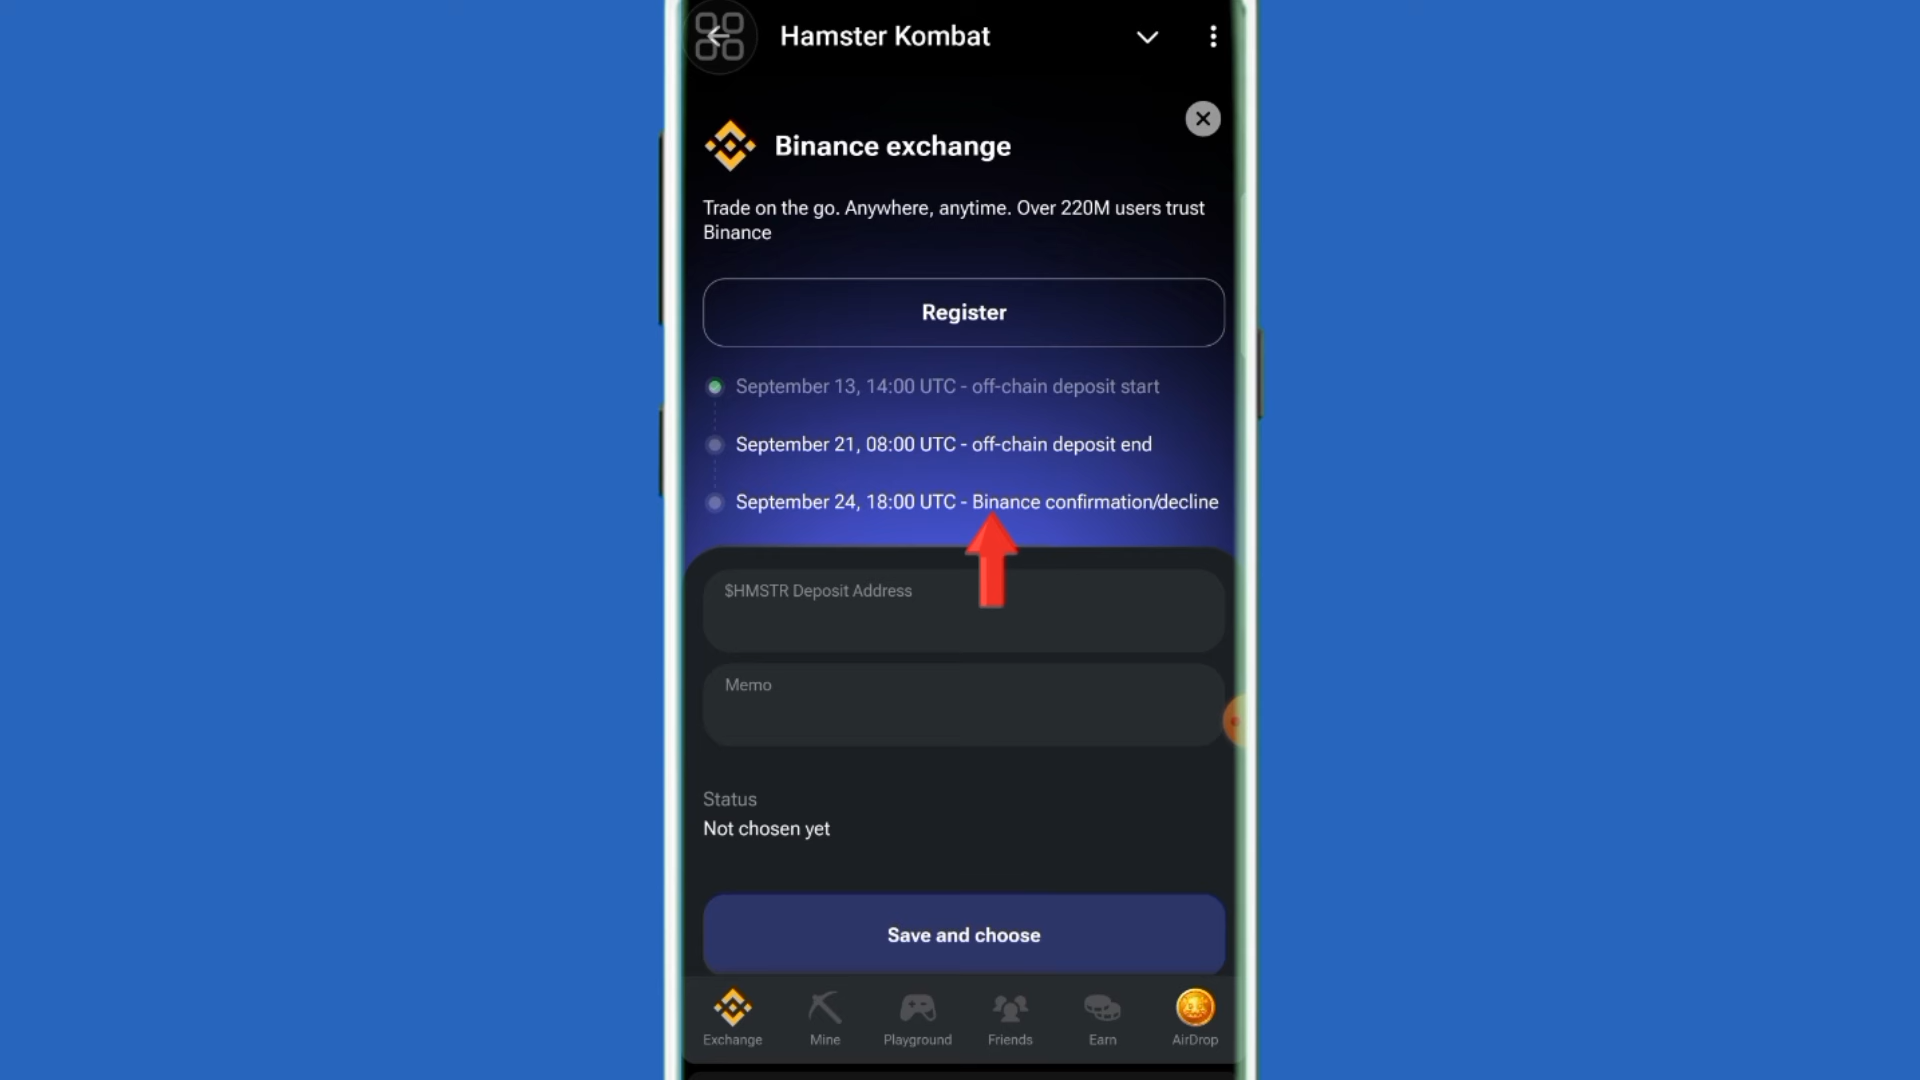 Hamster Kombat
Binance exchange
Trade on the go. Anywhere, anytime. Over 220M users trust
Binance
Register
September 13, 14:00 UTC - off-chain deposit start
September 21, 08:00 UTC - off-chain deposit end
September 24, 18:00 UTC - Binance confirmation/decline
$HMSTR Deposit Address
Memo
Status
Not chosen yet
Save and choose
Exchange Mine Playground Friends Earn AirDrop